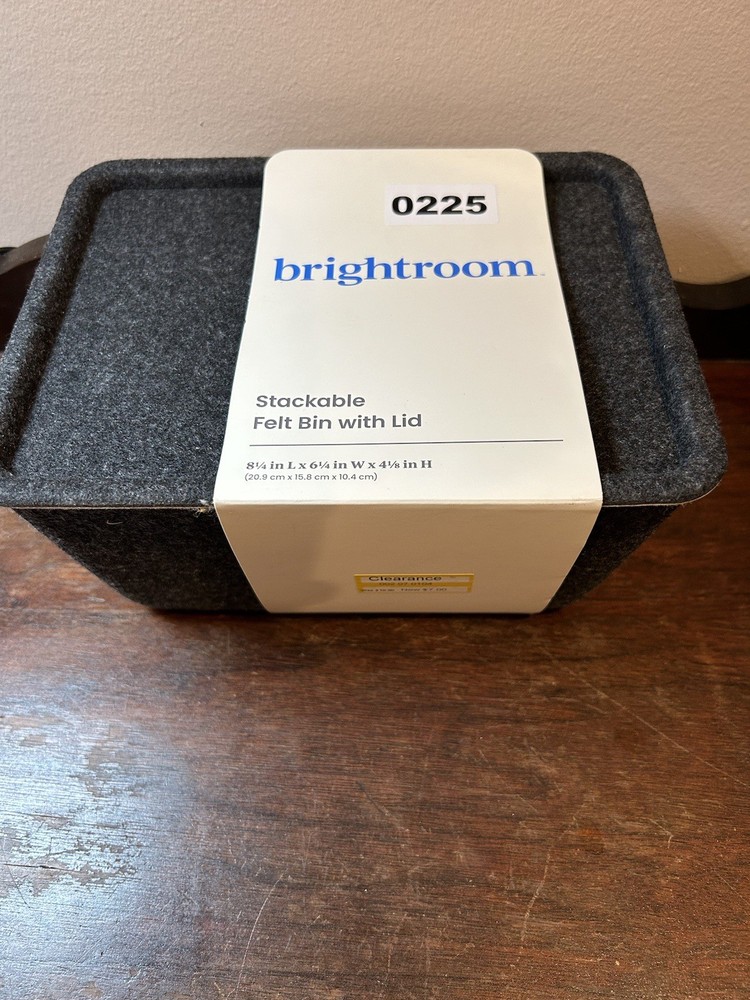 0225
brightroom
Stackable
Felt Bin with Lid
8¼ in L x 6¼ in W x 4⅛ in H
(20.9 cm x 15.8 cm x 10.4 cm)
Clearance